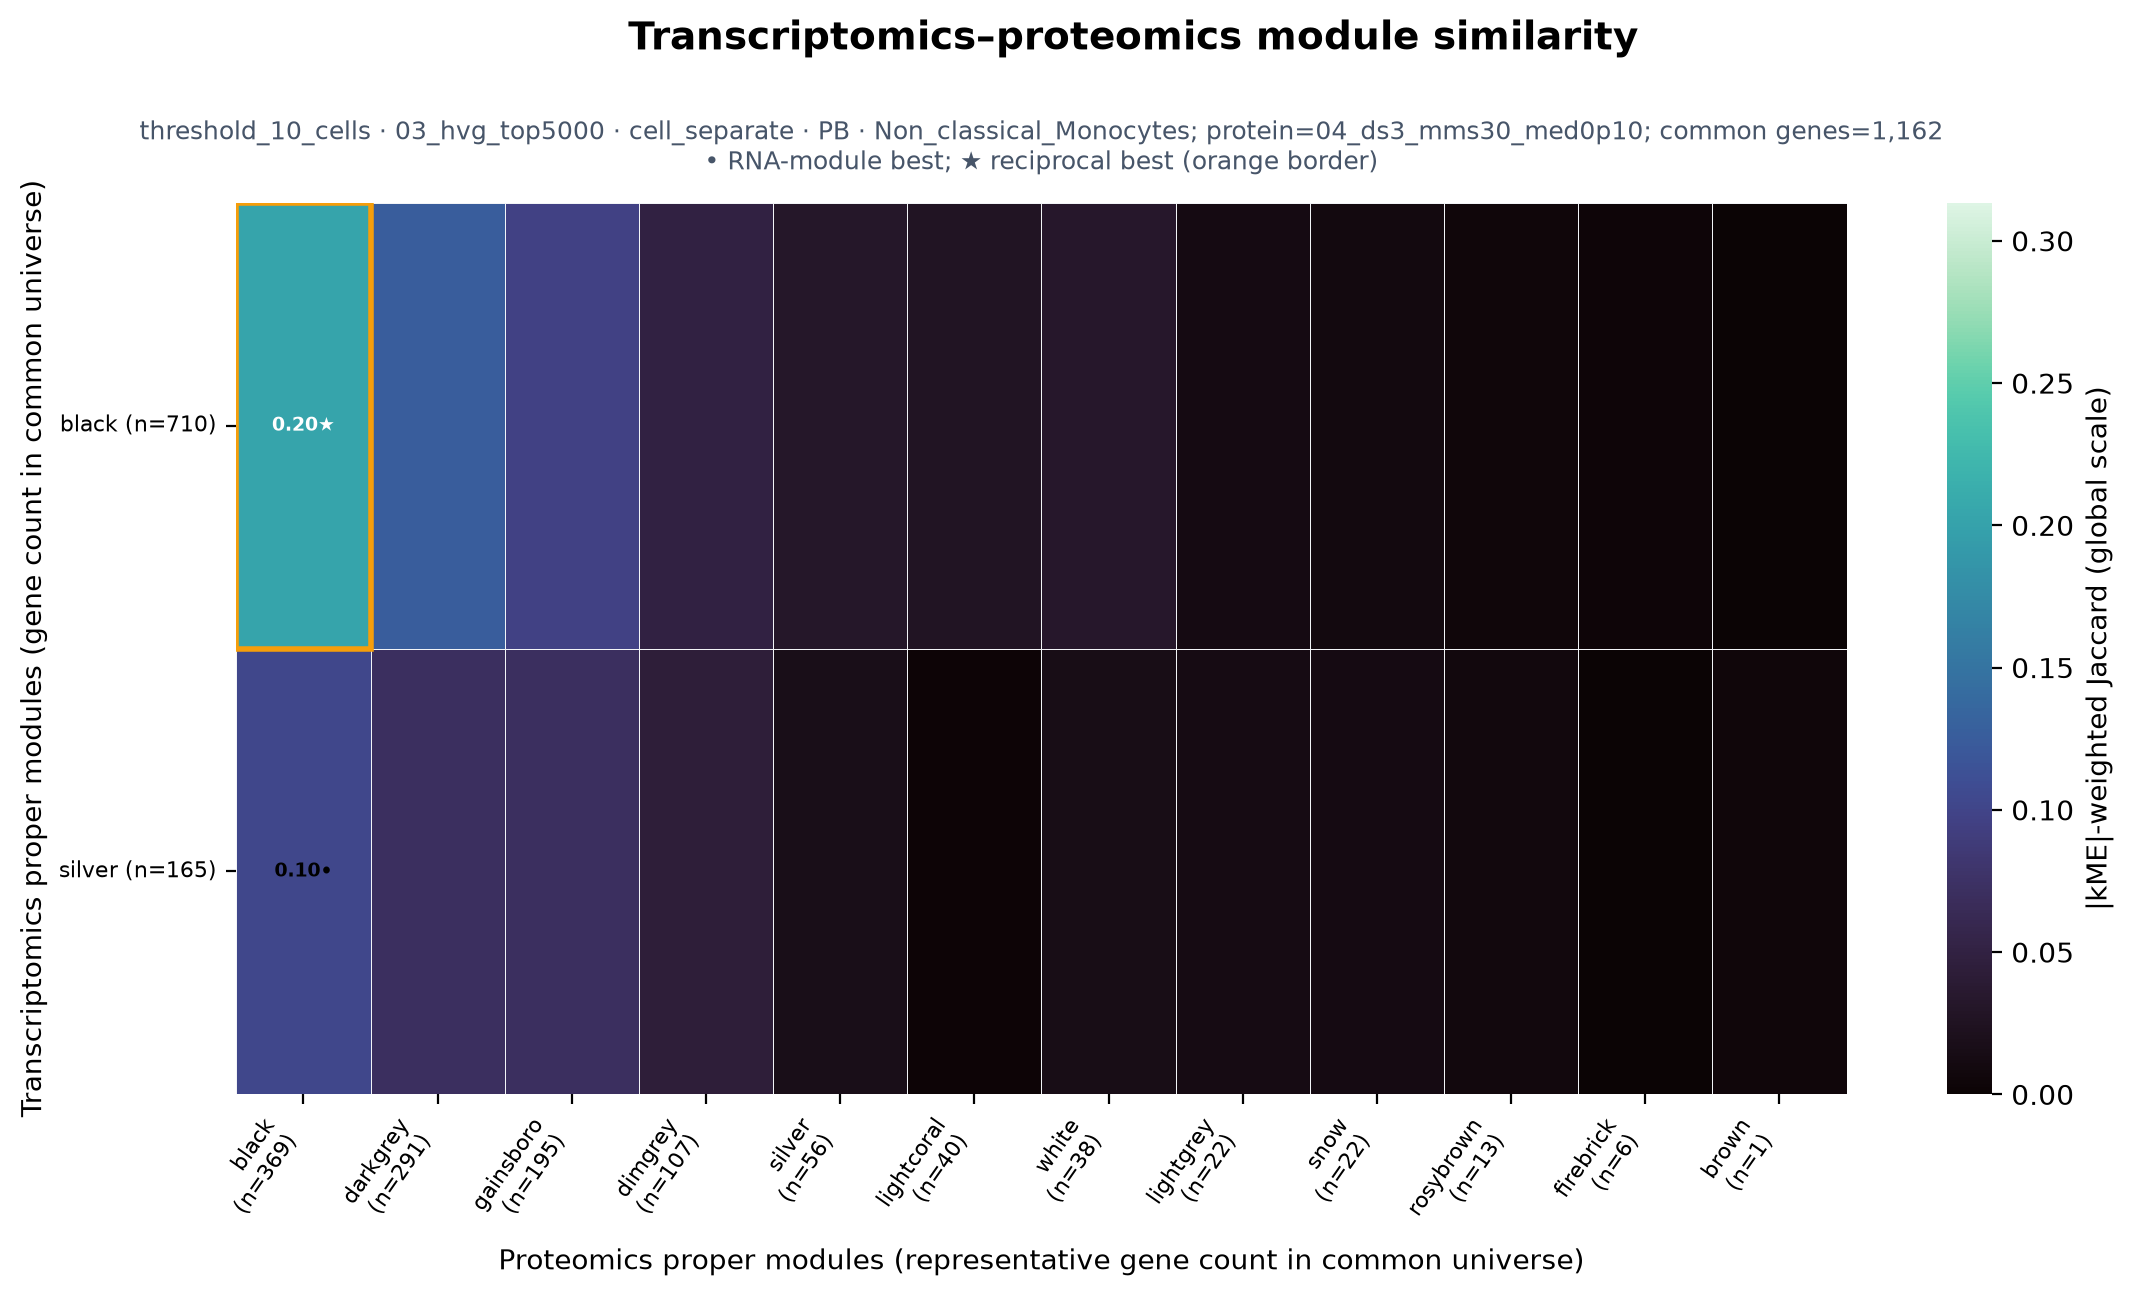 Transcriptomics–proteomics module similarity
threshold_10_cells · 03_hvg_top5000 · cell_separate · PB · Non_classical_Monocytes; protein=04_ds3_mms30_med0p10; common genes=1,162
• RNA-module best; ★ reciprocal best (orange border)
Transcriptomics proper modules (gene count in common universe)
black (n=710)
silver (n=165)
0.20★
0.10•
black
(n=369)
darkgrey
(n=291)
gainsboro
(n=195)
dimgrey
(n=107)
silver
(n=56)
lightcoral
(n=40)
white
(n=38)
lightgrey
(n=22)
snow
(n=22)
rosybrown
(n=13)
firebrick
(n=6)
brown
(n=1)
Proteomics proper modules (representative gene count in common universe)
0.30
0.25
0.20
0.15
0.10
0.05
0.00
|kME|-weighted Jaccard (global scale)